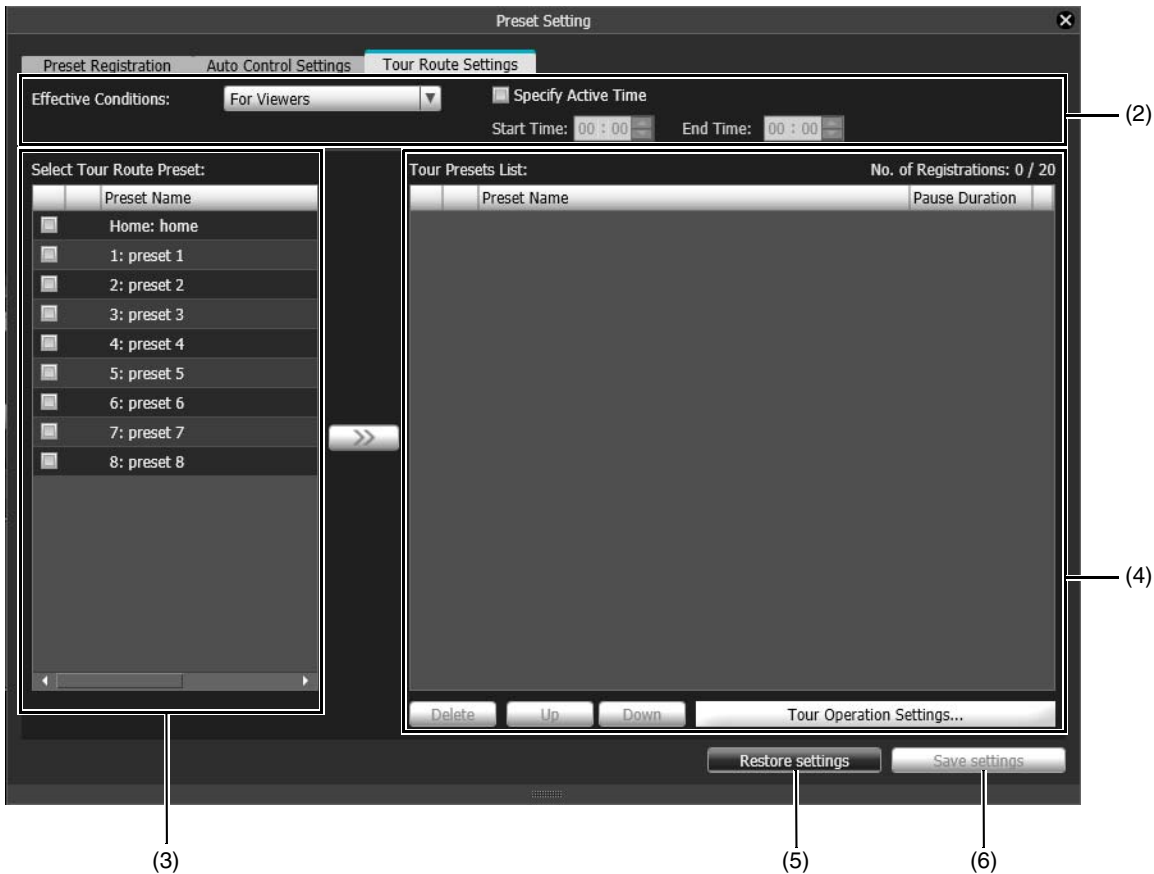 Preset Setting
Preset Registration Auto Control Settings Tour Route Settings
Effective Conditions: For Viewers Specify Active Time
Start Time: 00 : 00 End Time: 00 : 00
(2)
Select Tour Route Preset: Tour Presets List: No. of Registrations: 0 / 20
Preset Name Preset Name Pause Duration
Home: home
1: preset 1
2: preset 2
3: preset 3
4: preset 4
5: preset 5
6: preset 6
7: preset 7
8: preset 8
>>
(4)
Delete Up Down Tour Operation Settings...
Restore settings Save settings
(3) (5) (6)